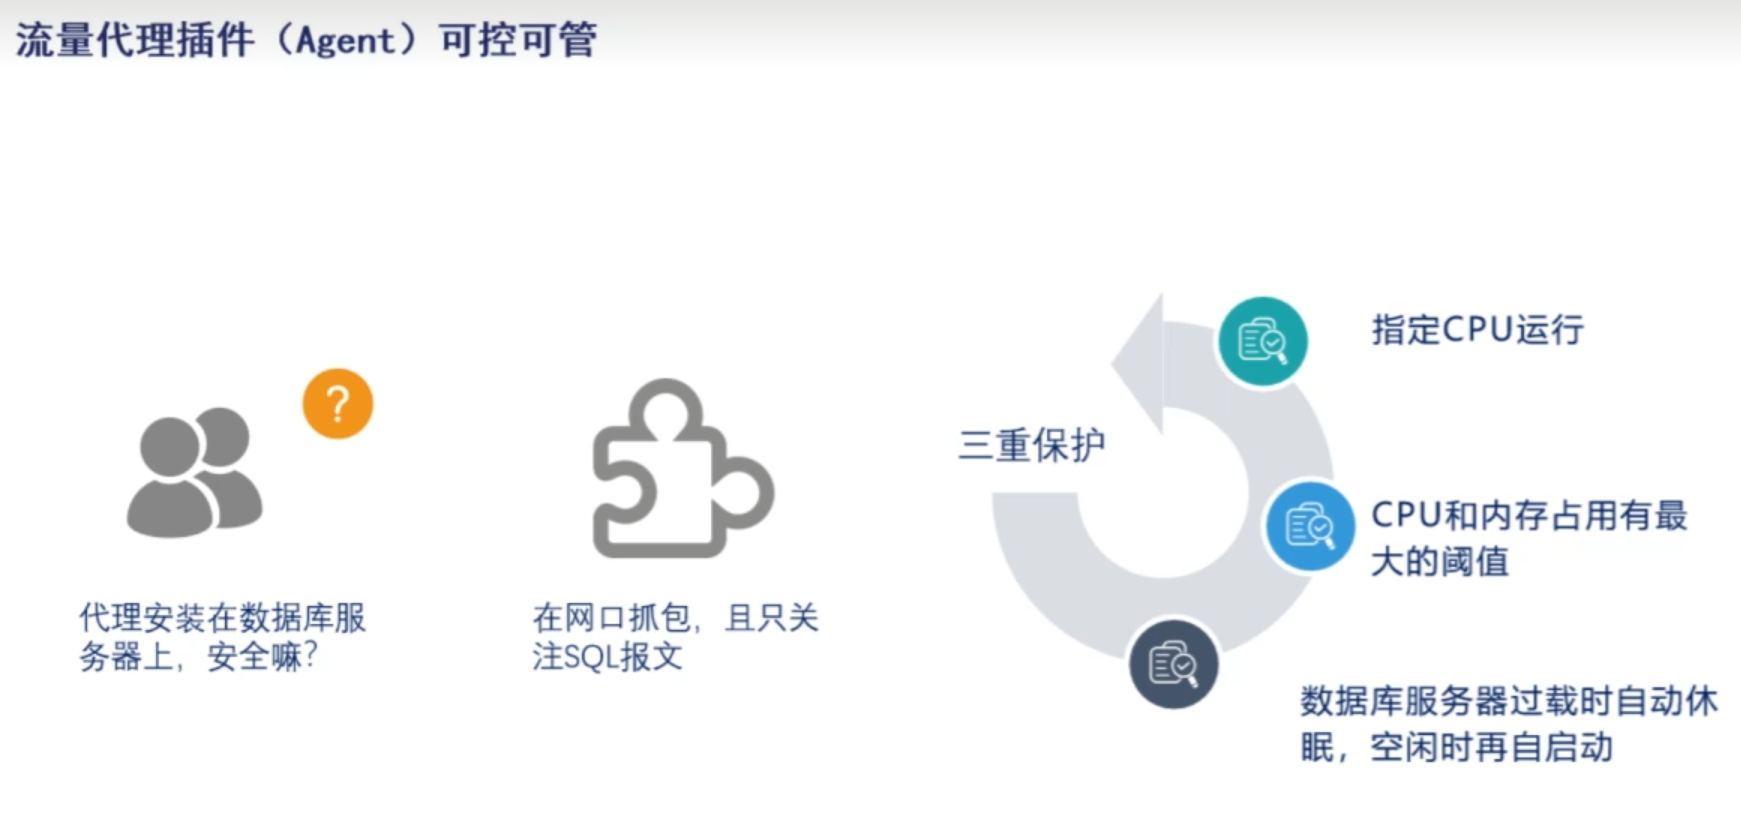 流量代理插件（Agent）可控可管
?
代理安装在数据库服
务器上，安全嘛?
在网口抓包，且只关
注SQL报文
三重保护
指定CPU运行
CPU和内存占用有最
大的阈值
数据库服务器过载时自动休
眠，空闲时再自启动